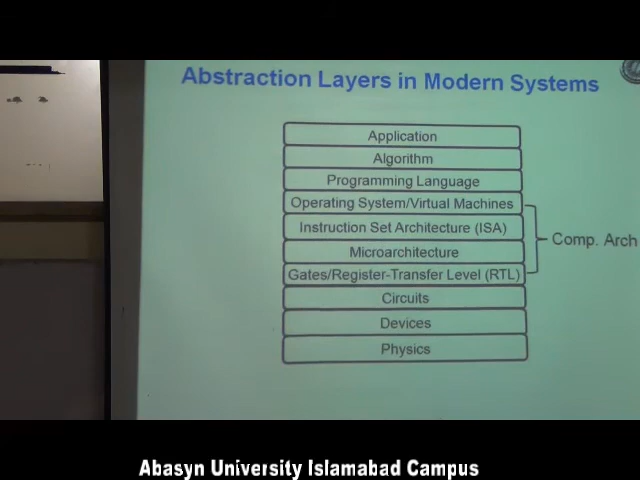 Abstraction Layers in Modern Systems
Application
Algorithm
Programming Language
Operating System/Virtual Machines
Instruction Set Architecture (ISA)
Microarchitecture
Gates/Register-Transfer Level (RTL)
Circuits
Devices
Physics
Comp. Arch
Abasyn University Islamabad Campus